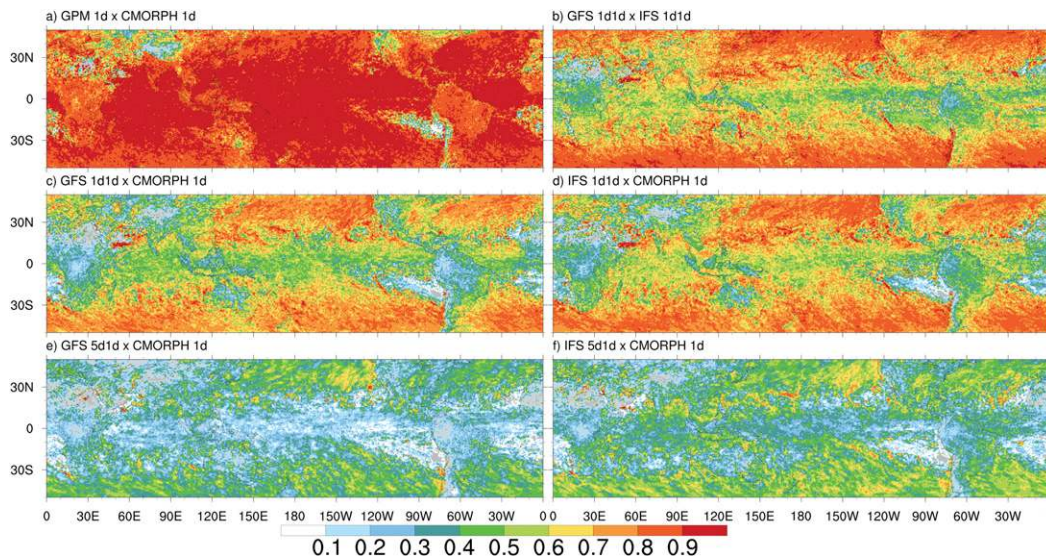 a) GPM 1d x CMORPH 1d
b) GFS 1d1d x IFS 1d1d
30N
0
30S
c) GFS 1d1d x CMORPH 1d
d) IFS 1d1d x CMORPH 1d
30N
0
30S
e) GFS 5d1d x CMORPH 1d
f) IFS 5d1d x CMORPH 1d
30N
0
30S
0 30E 60E 90E 120E 150E 180 150W 120W 90W 60W 30W 0
30E 60E 90E 120E 150E 180 150W 120W 90W 60W 30W
0.1 0.2 0.3 0.4 0.5 0.6 0.7 0.8 0.9